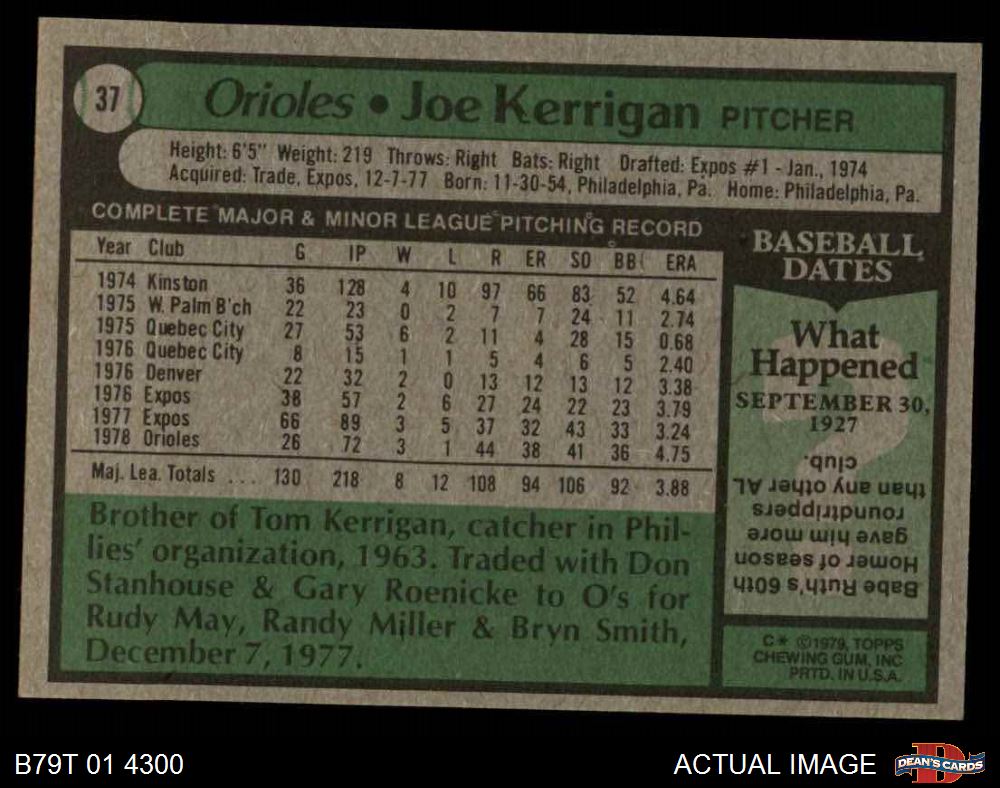 37
Orioles • Joe Kerrigan PITCHER
Height: 6'5" Weight: 219 Throws: Right Bats: Right Drafted: Expos #1 - Jan., 1974
Acquired: Trade, Expos, 12-7-77 Born: 11-30-54, Philadelphia, Pa. Home: Philadelphia, Pa.
COMPLETE MAJOR & MINOR LEAGUE PITCHING RECORD
Year Club G IP W L R ER SO BB ERA
1974 Kinston 36 128 4 10 97 66 83 52 4.64
1975 W. Palm B'ch 22 23 0 2 7 7 24 11 2.74
1975 Quebec City 27 53 6 2 11 4 28 15 0.68
1976 Quebec City 8 15 1 1 5 4 6 5 2.40
1976 Denver 22 32 2 0 13 12 13 12 3.38
1976 Expos 38 57 2 6 27 24 22 23 3.79
1977 Expos 66 89 3 5 37 32 43 33 3.24
1978 Orioles 26 72 3 1 44 38 41 36 4.75
Maj. Lea. Totals ... 130 218 8 12 108 94 106 92 3.88
Brother of Tom Kerrigan, catcher in Phil-
lies' organization, 1963. Traded with Don
Stanhouse & Gary Roenicke to O's for
Rudy May, Randy Miller & Bryn Smith,
December 7, 1977.
BASEBALL
DATES
What
Happened
SEPTEMBER 30,
1927
Babe Ruth's 60th
Homer of season
gave him more
roundtrippers
than any other AL
club.
C* ©1979, TOPPS
CHEWING GUM, INC
PRTD. IN U.S.A.
B79T 01 4300
ACTUAL IMAGE
DEAN'S CARDS